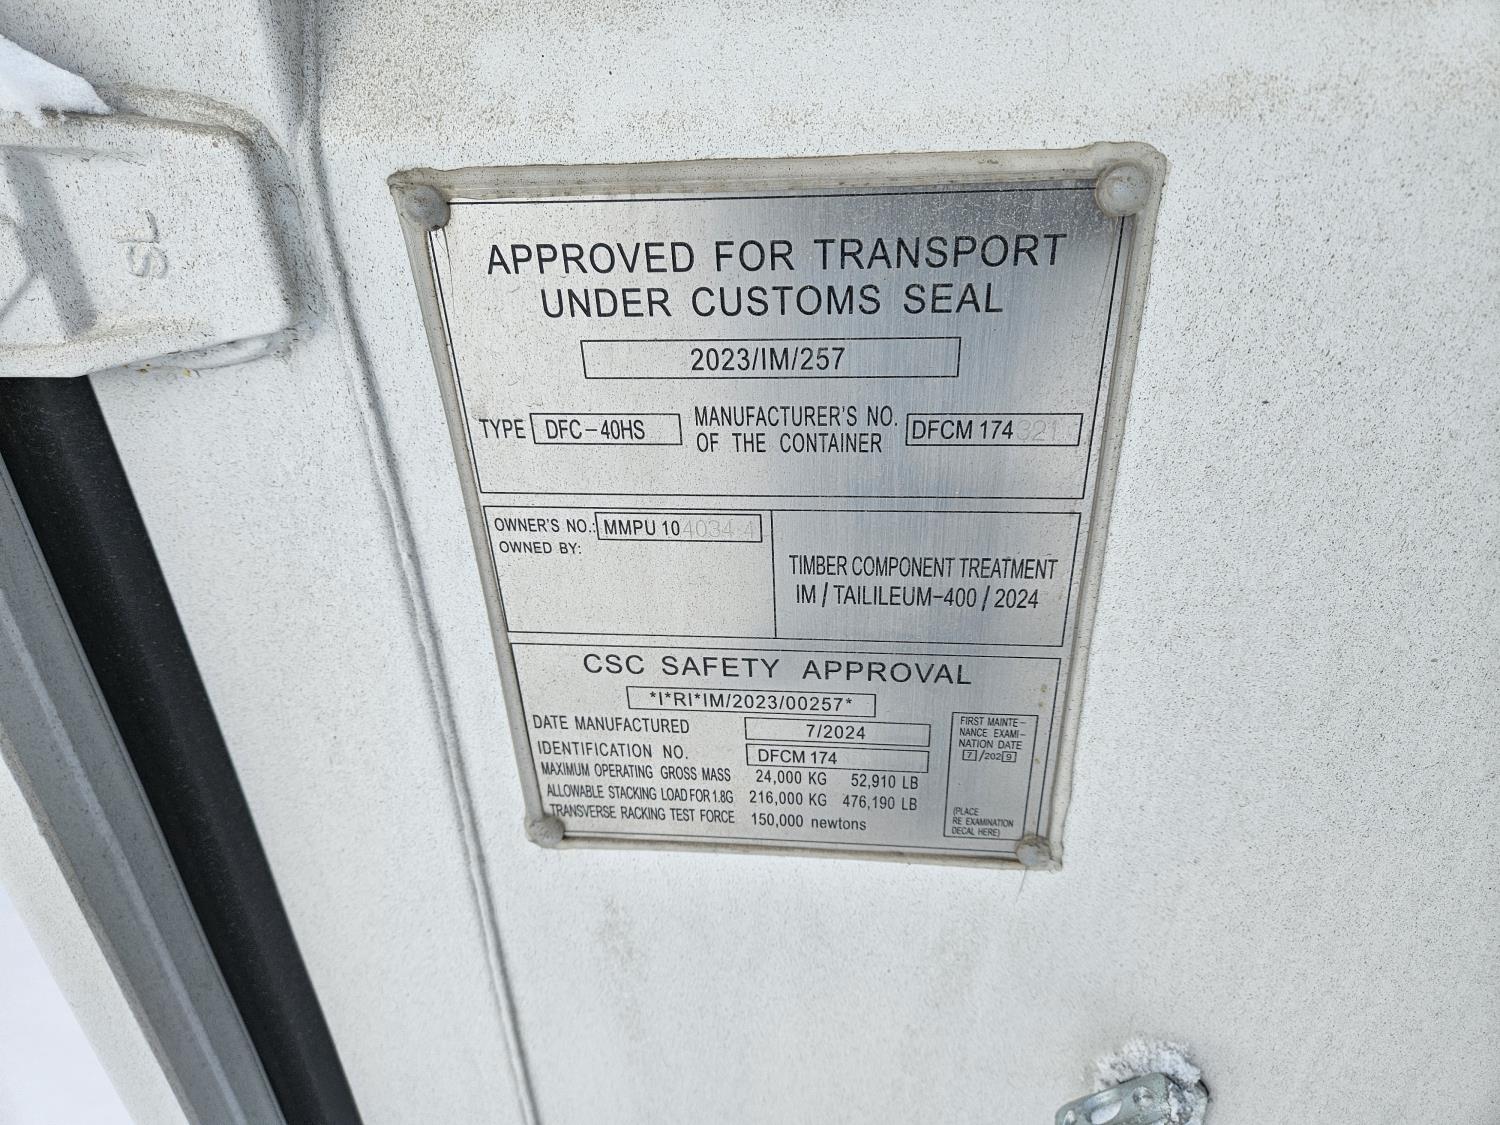 SL
APPROVED FOR TRANSPORT
UNDER CUSTOMS SEAL
2023/IM/257
TYPE DFC-40HS MANUFACTURER'S NO. OF THE CONTAINER DFCM 174321
OWNER'S NO.: MMPU 104034 4
OWNED BY:
TIMBER COMPONENT TREATMENT
IM / TAILILEUM-400 / 2024
CSC SAFETY APPROVAL
*I*RI*IM/2023/00257*
DATE MANUFACTURED 7/2024
IDENTIFICATION NO. DFCM 174
MAXIMUM OPERATING GROSS MASS 24,000 KG 52,910 LB
ALLOWABLE STACKING LOAD FOR 1.8G 216,000 KG 476,190 LB
TRANSVERSE RACKING TEST FORCE 150,000 newtons
FIRST MAINTE-
NANCE EXAMI-
NATION DATE
7/2029
(PLACE
RE EXAMINATION
DECAL HERE)